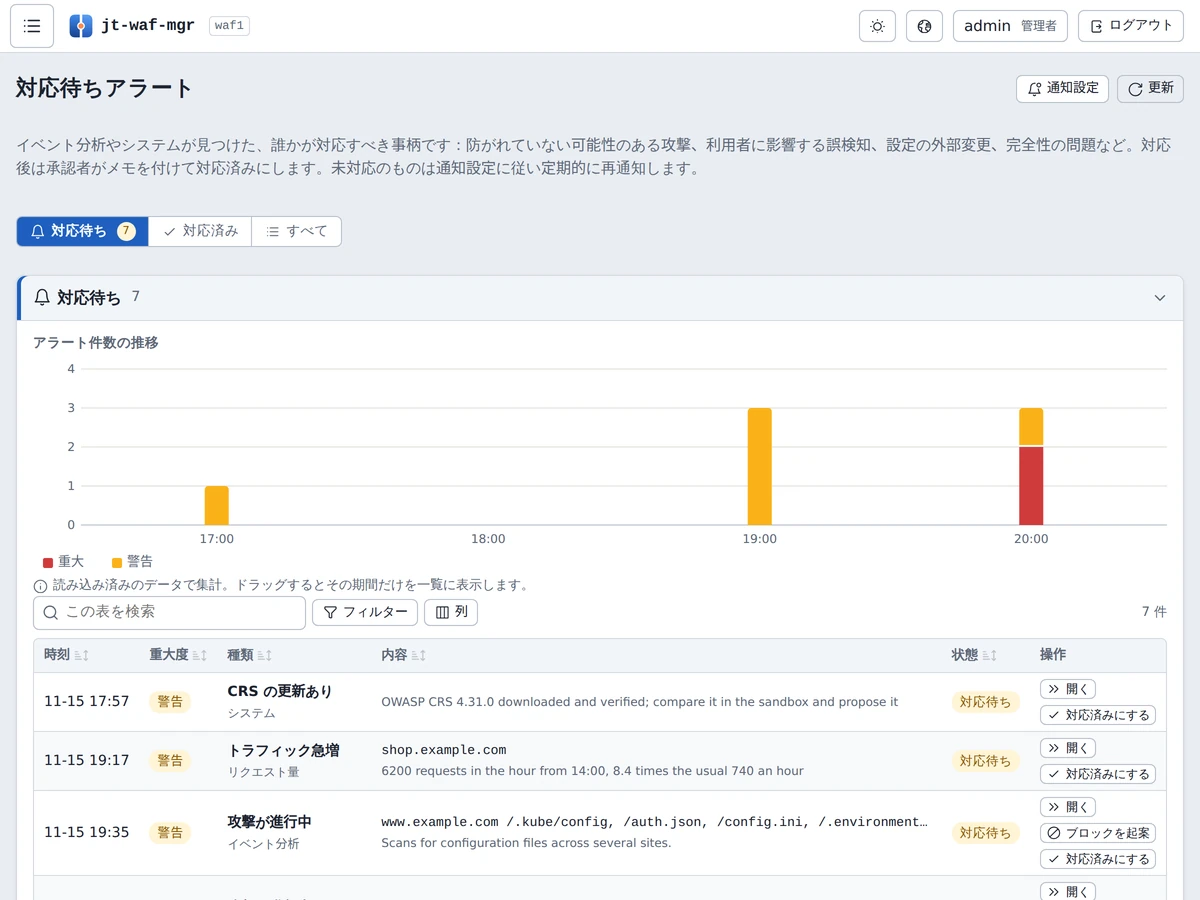 jt-waf-mgr waf1 admin 管理者 ログアウト
対応待ちアラート
通知設定 更新
イベント分析やシステムが見つけた、誰かが対応すべき事柄です：防がれていない可能性のある攻撃、利用者に影響する誤検知、設定の外部変更、完全性の問題など。対応
後は承認者がメモを付けて対応済みにします。未対応のものは通知設定に従い定期的に再通知します。
対応待ち 7 対応済み すべて
対応待ち 7
アラート件数の推移
4
3
2
1
0
17:00 18:00 19:00 20:00
重大 警告
読み込み済みのデータで集計。ドラッグするとその期間だけを一覧に表示します。
この表を検索 フィルター 列 7 件
時刻 重大度 種類 内容 状態 操作
11-15 17:57 警告 CRS の更新あり システム OWASP CRS 4.31.0 downloaded and verified; compare it in the sandbox and propose it 対応待ち 開く
対応済みにする
11-15 19:17 警告 トラフィック急増 リクエスト量 shop.example.com
6200 requests in the hour from 14:00, 8.4 times the usual 740 an hour 対応待ち 開く
対応済みにする
11-15 19:35 警告 攻撃が進行中 イベント分析 www.example.com /.kube/config, /auth.json, /config.ini, /.environment…
Scans for configuration files across several sites. 対応待ち 開く
ブロックを起案
対応済みにする
開く